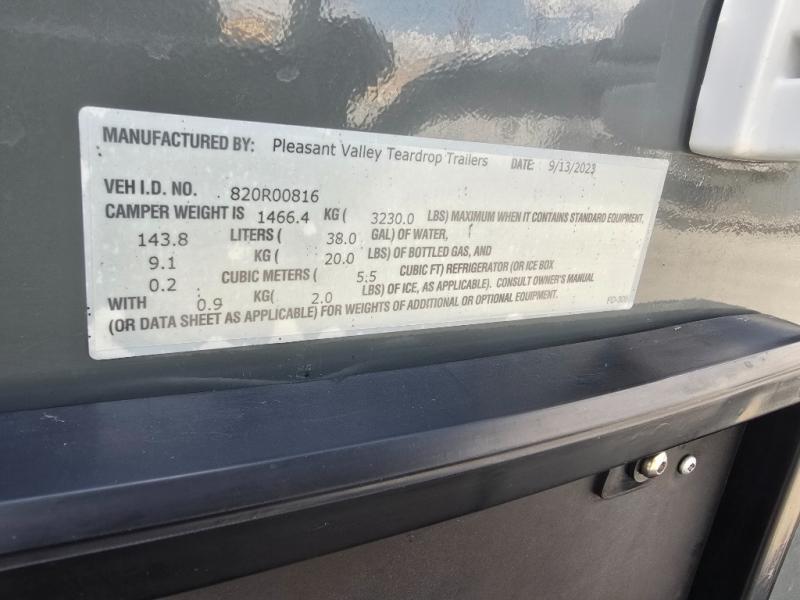 MANUFACTURED BY: Pleasant Valley Teardrop Trailers DATE: 9/13/2023
VEH I.D. NO. 820R00816
CAMPER WEIGHT IS 1466.4 KG ( 3230.0 LBS) MAXIMUM WHEN IT CONTAINS STANDARD EQUIPMENT,
143.8 LITERS ( 38.0 GAL) OF WATER,
9.1 KG ( 20.0 LBS) OF BOTTLED GAS, AND
0.2 CUBIC METERS ( 5.5 CUBIC FT) REFRIGERATOR (OR ICE BOX
WITH 0.9 KG( 2.0 LBS) OF ICE, AS APPLICABLE). CONSULT OWNER'S MANUAL
(OR DATA SHEET AS APPLICABLE) FOR WEIGHTS OF ADDITIONAL OR OPTIONAL EQUIPMENT.